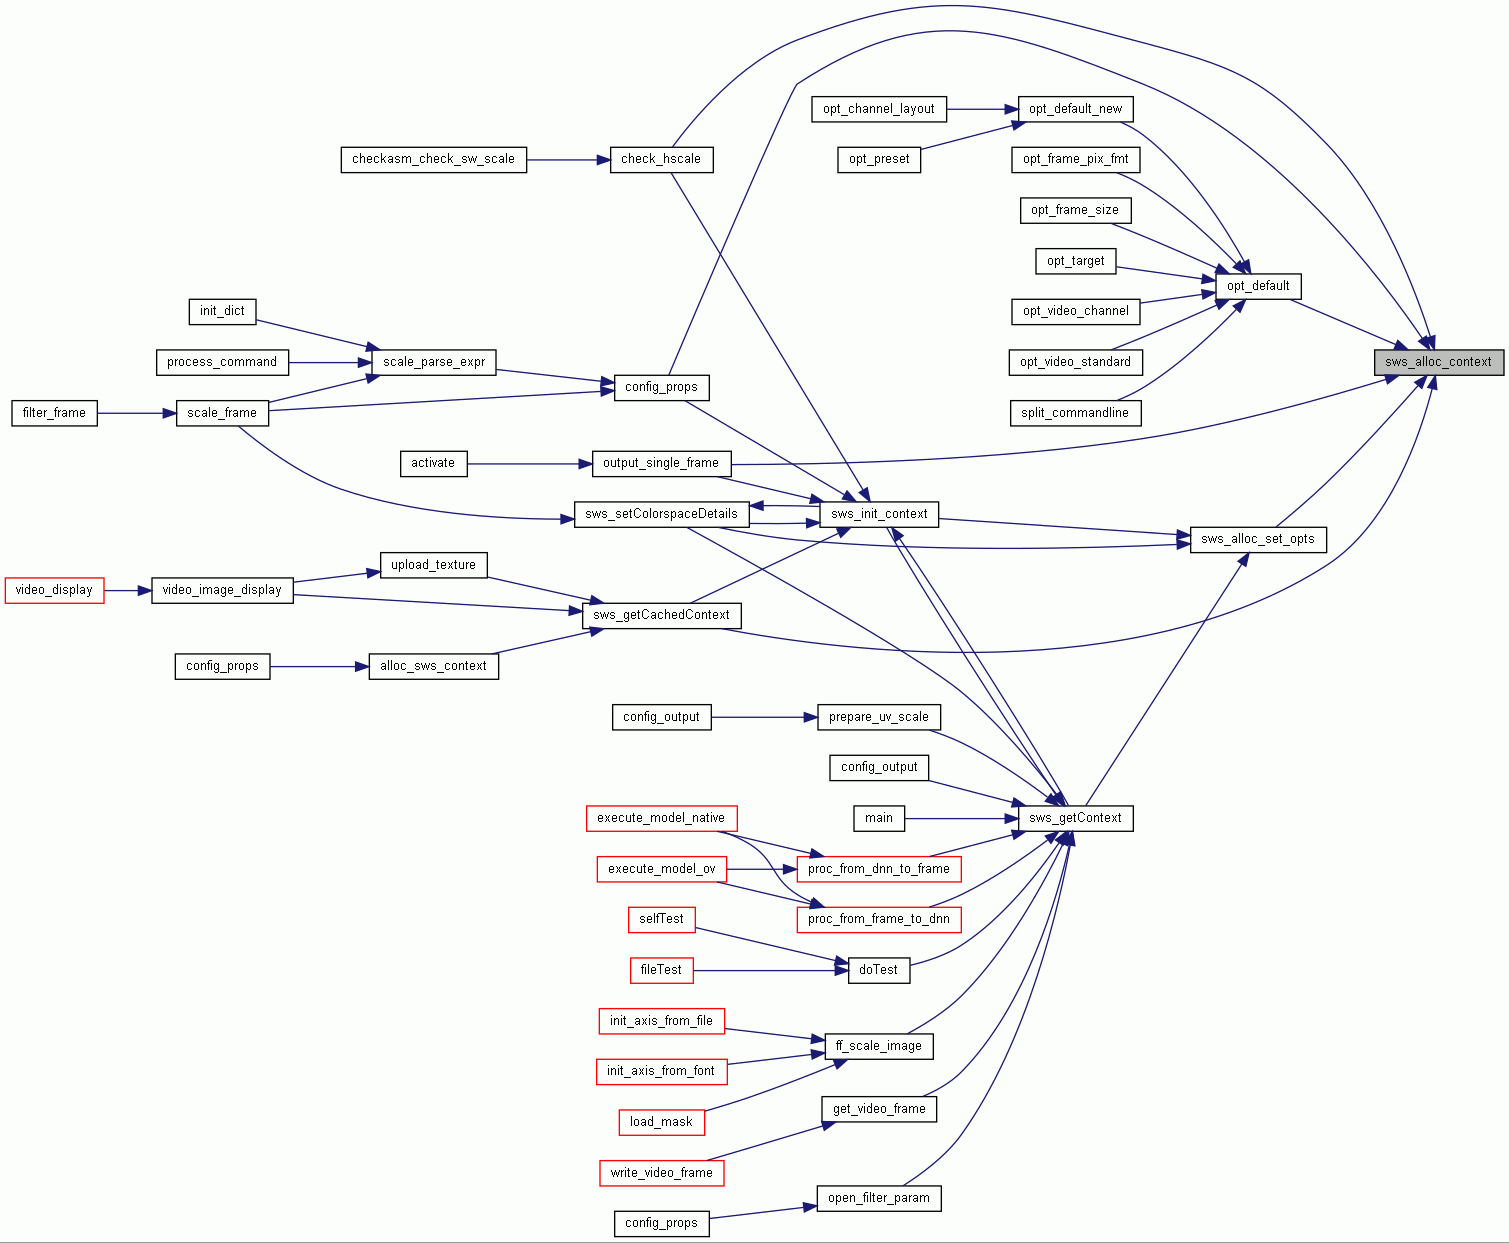 opt_channel_layout
opt_default_new
checkasm_check_sw_scale
check_hscale
opt_preset
opt_frame_pix_fmt
opt_frame_size
opt_target
opt_default
init_dict
opt_video_channel
process_command
scale_parse_expr
opt_video_standard
sws_alloc_context
config_props
filter_frame
scale_frame
split_commandline
activate
output_single_frame
sws_setColorspaceDetails
sws_init_context
sws_alloc_set_opts
upload_texture
video_display
video_image_display
sws_getCachedContext
config_props
alloc_sws_context
config_output
prepare_uv_scale
config_output
execute_model_native
main
sws_getContext
execute_model_ov
proc_from_dnn_to_frame
selfTest
proc_from_frame_to_dnn
fileTest
doTest
init_axis_from_file
ff_scale_image
init_axis_from_font
load_mask
get_video_frame
write_video_frame
open_filter_param
config_props